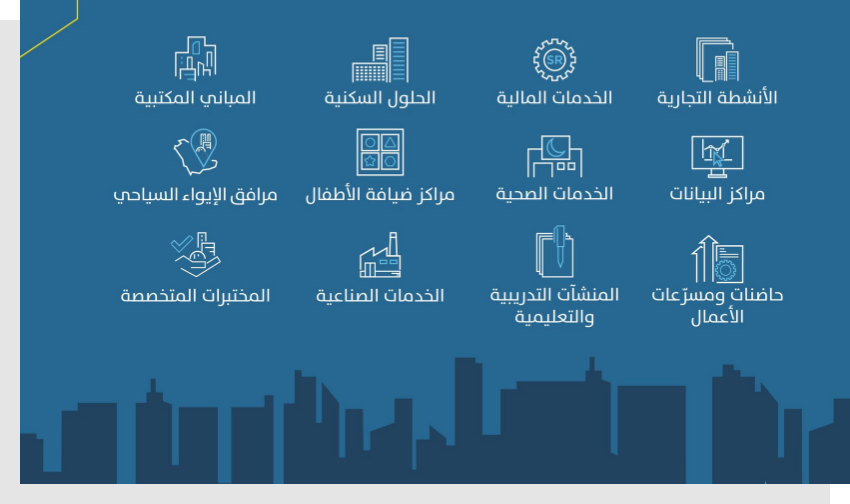 الأنشطة التجارية
الخدمات المالية
SR
الحلول السكنية
المباني المكتبية
مراكز البيانات
الخدمات الصحية
مراكز ضيافة الأطفال
مرافق الإيواء السياحي
حاضنات ومسرّعات
الأعمال
المنشآت التدريبية
والتعليمية
الخدمات الصناعية
المختبرات المتخصصة